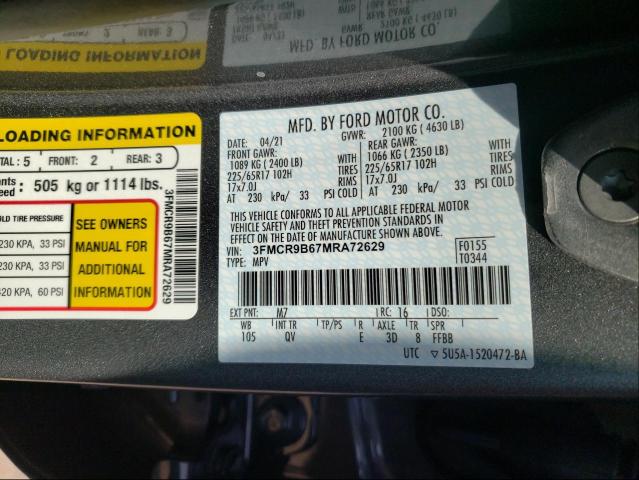 LOADING INFORMATION
2 REAR: 3
MFD. BY FORD MOTOR CO.
LOADING INFORMATION
TOTAL: 5 FRONT: 2 REAR: 3
505 kg or 1114 lbs.
TIRE PRESSURE
230 KPA, 33 PSI
230 KPA, 33 PSI
420 KPA, 60 PSI
SEE OWNERS
MANUAL FOR
ADDITIONAL
INFORMATION
3FMCR9B67MRA72629
MFD. BY FORD MOTOR CO.
DATE: 04/21 GVWR: 2100 KG ( 4630 LB)
FRONT GAWR: REAR GAWR:
1089 KG (2400 LB) 1066 KG ( 2350 LB) WITH
225/65R17 102H 225/65R17 102H TIRES
17x7.0J RIMS 17x7.0J RIMS
AT 230 kPa/ 33 PSI COLD AT 230 kPa/ 33 PSI COLD
THIS VEHICLE CONFORMS TO ALL APPLICABLE FEDERAL MOTOR
VEHICLE SAFETY AND THEFT PREVENTION STANDARDS IN
EFFECT ON THE DATE OF MANUFACTURE SHOWN ABOVE.
VIN: 3FMCR9B67MRA72629 F0155
TYPE: MPV T0344
EXT PNT: M7 RC: 16 DSO:
WB INT TR TP/PS R AXLE TR SPR
105 QV E 3D 8 FFBB
UTC 5U5A-1520472-BA